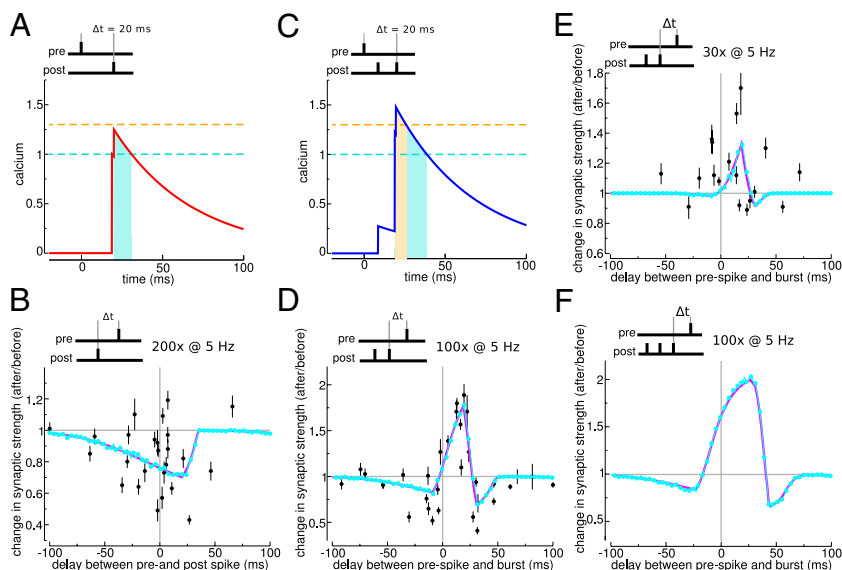 A
Δt = 20 ms
pre
post
calcium
1.5
1
0.5
0
0
50
100
time (ms)
C
Δt = 20 ms
pre
post
calcium
1.5
1
0.5
0
0
50
100
time (ms)
E
Δt
pre
post
30x @ 5 Hz
change in synaptic strength (after/before)
1.8
1.6
1.4
1.2
1
0.8
0.6
-100
-50
0
50
100
delay between pre-spike and burst (ms)
B
Δt
pre
post
200x @ 5 Hz
change in synaptic strength (after/before)
1.2
1
0.8
0.6
0.4
-100
-50
0
50
100
delay between pre-and post spike (ms)
D
Δt
pre
post
100x @ 5 Hz
change in synaptic strength (after/before)
2
1.5
1
0.5
-100
-50
0
50
100
delay between pre-spike and burst (ms)
F
Δt
pre
post
100x @ 5 Hz
change in synaptic strength (after/before)
2
1.5
1
0.5
-100
-50
0
50
100
delay between pre-spike and burst (ms)